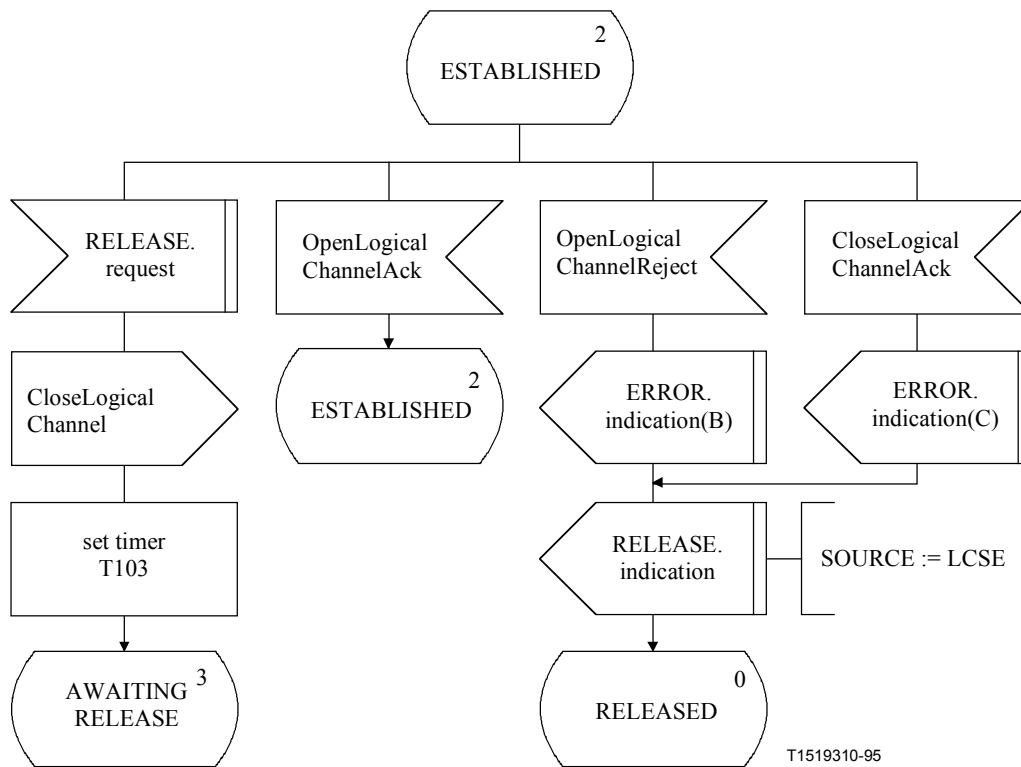 2
ESTABLISHED
RELEASE.
request
OpenLogical
ChannelAck
OpenLogical
ChannelReject
CloseLogical
ChannelAck
CloseLogical
Channel
2
ESTABLISHED
ERROR.
indication(B)
ERROR.
indication(C)
set timer
T103
RELEASE.
indication
SOURCE := LCSE
3
AWAITING
RELEASE
0
RELEASED
T1519310-95